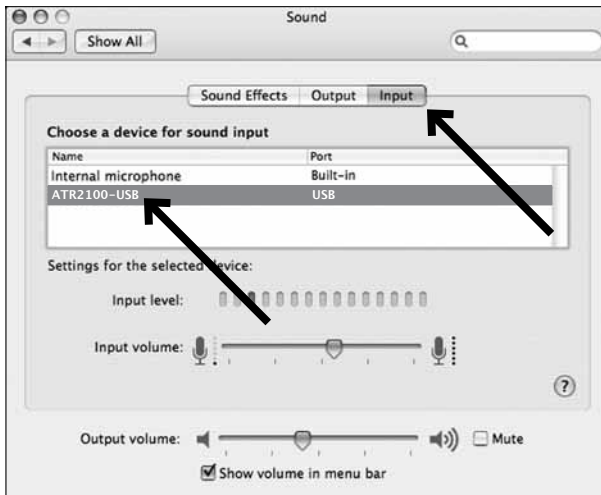 Sound
Show All
Sound Effects Output Input
Choose a device for sound input
Name Port
Internal microphone Built-in
ATR2100-USB USB
Settings for the selected device:
Input level:
Input volume:
?
Output volume: Mute
Show volume in menu bar